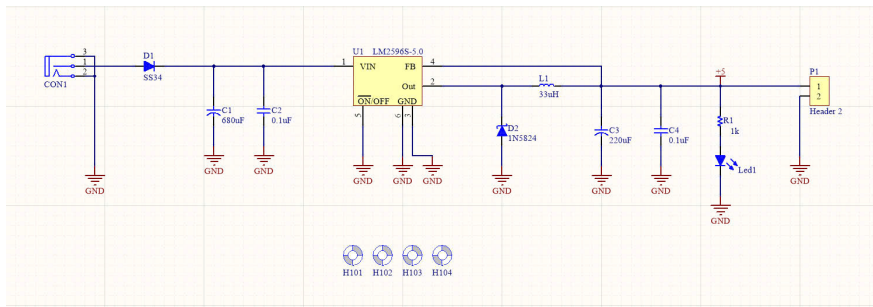 3
1
2
CON1
GND
D1
SS34
C1
680uF
GND
C2
0.1uF
GND
U1 LM2596S-5.0
1 VIN FB 4
Out 2
ON/OFF GND
5 6 3
GND
GND
GND
D2
1N5824
GND
L1
33uH
C3
220uF
GND
C4
0.1uF
GND
+5
R1
1k
Led1
GND
P1
1
2
Header 2
GND
H101 H102 H103 H104